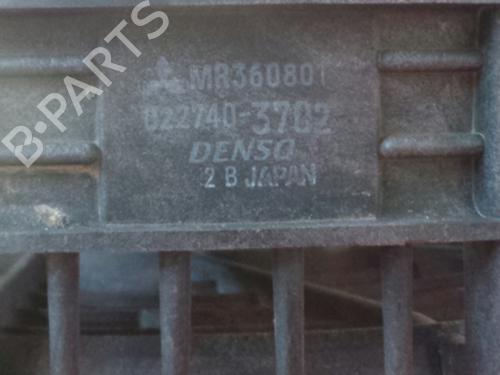 B-PARTS
MR360801
022740-3702
DENSO
2 B JAPAN